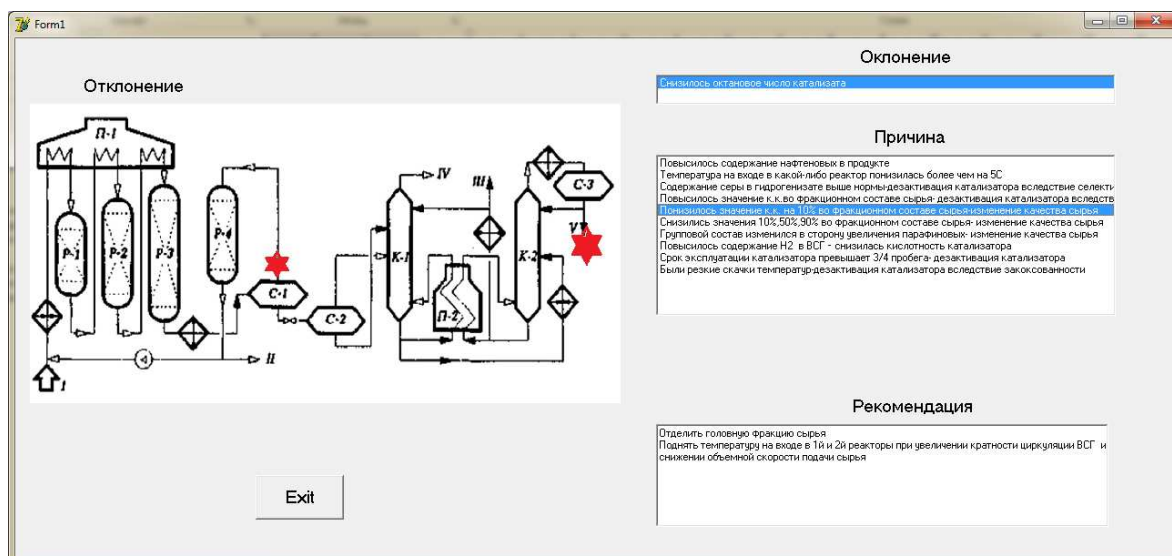 Form1
Отклонение
П-1
Р-1
Р-2
Р-3
Р-4
С-1
С-2
I
II
IV
III
К-1
П-2
К-2
С-3
V
Exit
Оклонение
Снизилось октановое число катализата
Причина
Повысилось содержание нафтеновых в продукте
Температура на входе в какой-либо реактор понизилась более чем на 5С
Содержание серы в гидрогенизате выше нормы-дезактивация катализатора вследствие селекти
Повысилось значение к.к.во фракционном составе сырья- дезактивация катализатора вследств
Понизилось значение к.к. на 10% во фракционном составе сырья-изменение качества сырья
Снизились значения 10%,50%,90% во фракционном составе сырья- изменение качества сырья
Групповой состав изменился в сторону увеличения парафиновых- изменение качества сырья
Повысилось содержание Н2 в ВСГ - снизилась кислотность катализатора
Срок эксплуатации катализатора превышает 3/4 пробега- дезактивация катализатора
Были резкие скачки температур-дезактивация катализатора вследствие закоксованности
Рекомендация
Отделить головную фракцию сырья
Поднять температуру на входе в 1й и 2й реакторы при увеличении кратности циркуляции ВСГ и
снижении объемной скорости подачи сырья